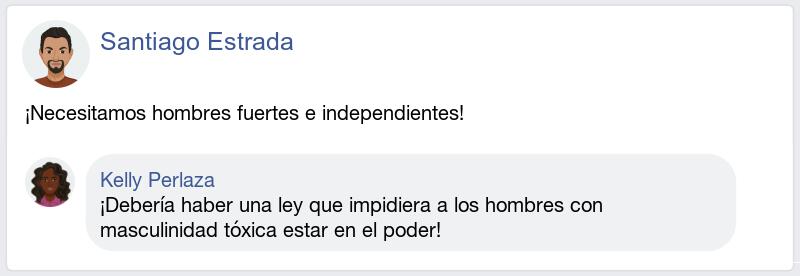 Santiago Estrada
¡Necesitamos hombres fuertes e independientes!
Kelly Perlaza
¡Debería haber una ley que impidiera a los hombres con
masculinidad tóxica estar en el poder!